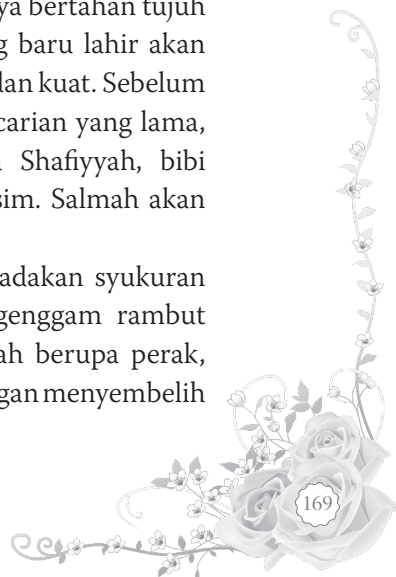 ya bertahan tujuh
g baru lahir akan
dan kuat. Sebelum
carian yang lama,
Shafiyyah, bibi
sim. Salmah akan
adakan syukuran
genggam rambut
ah berupa perak,
gan menyembelih
169